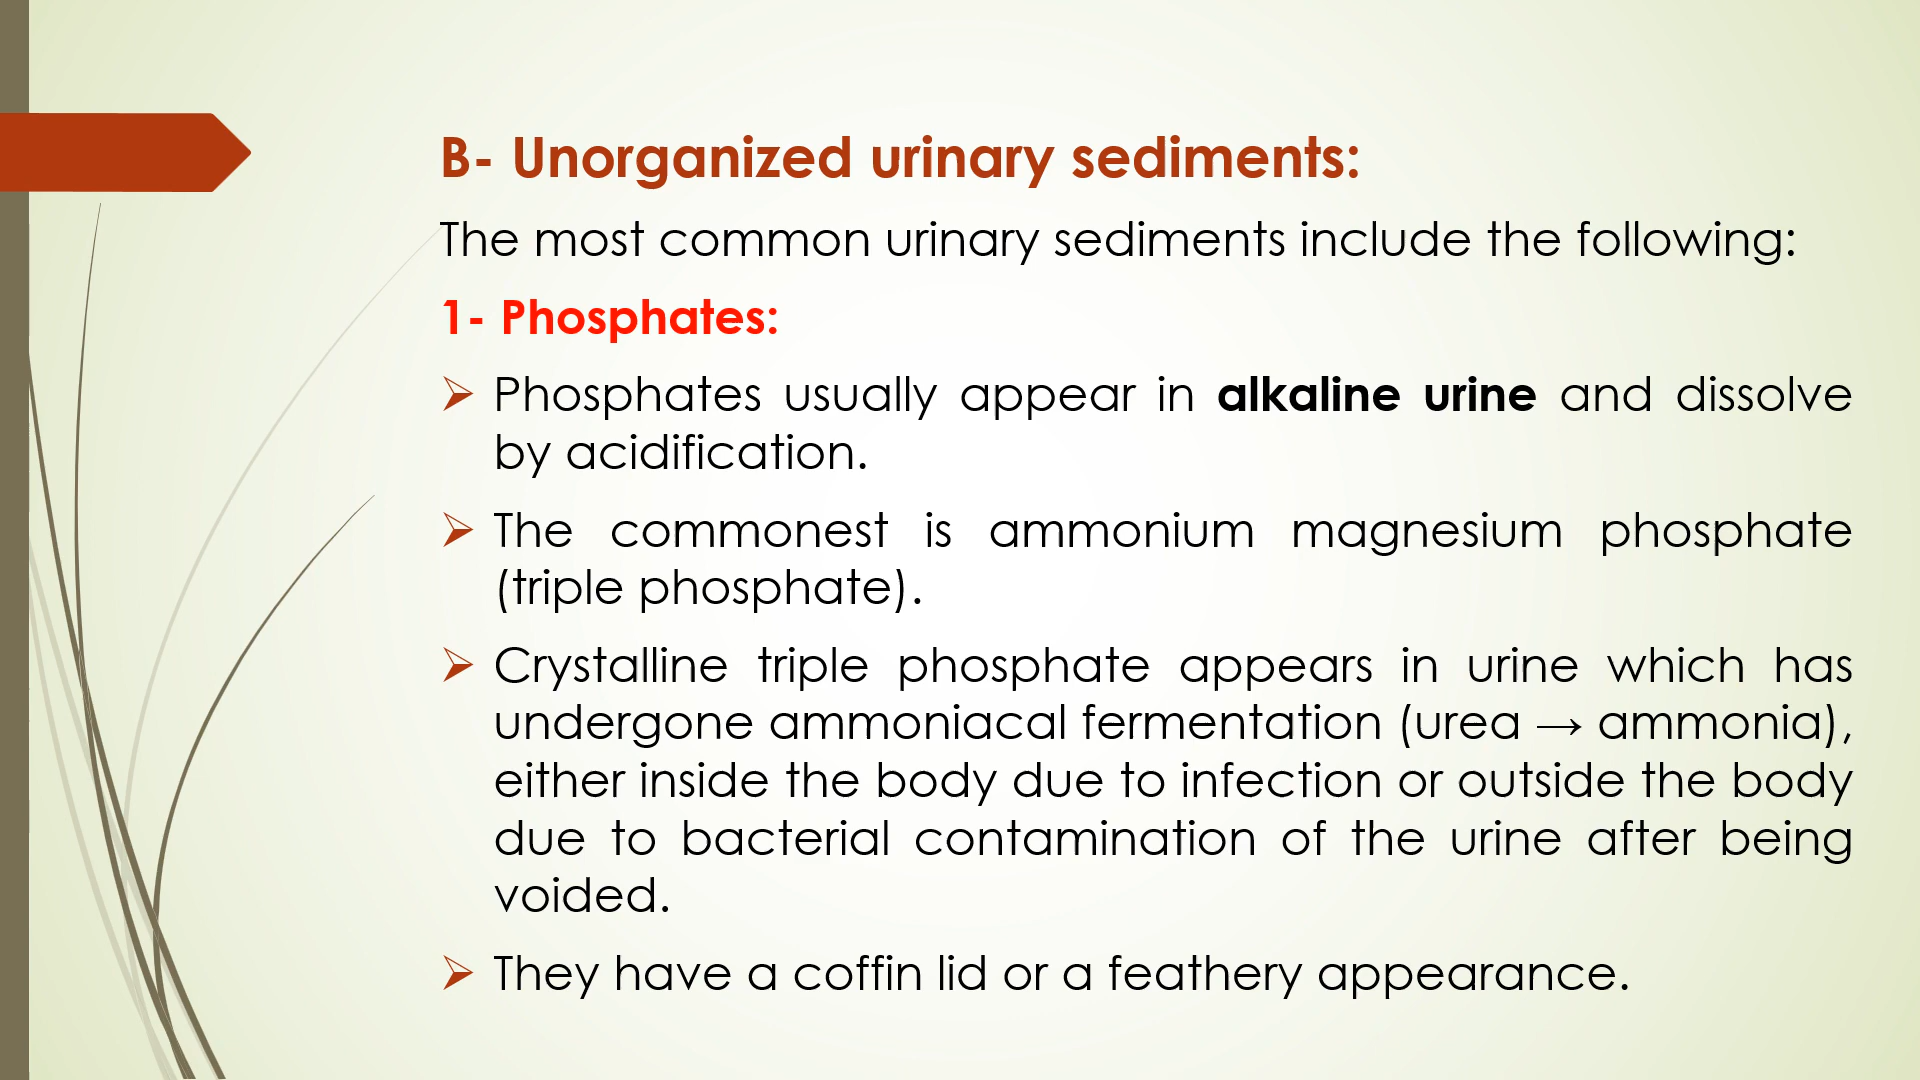 B- Unorganized urinary sediments:
The most common urinary sediments include the following:
1- Phosphates:
➢ Phosphates usually appear in alkaline urine and dissolve
by acidification.
➢ The commonest is ammonium magnesium phosphate
(triple phosphate).
➢ Crystalline triple phosphate appears in urine which has
undergone ammoniacal fermentation (urea → ammonia),
either inside the body due to infection or outside the body
due to bacterial contamination of the urine after being
voided.
➢ They have a coffin lid or a feathery appearance.